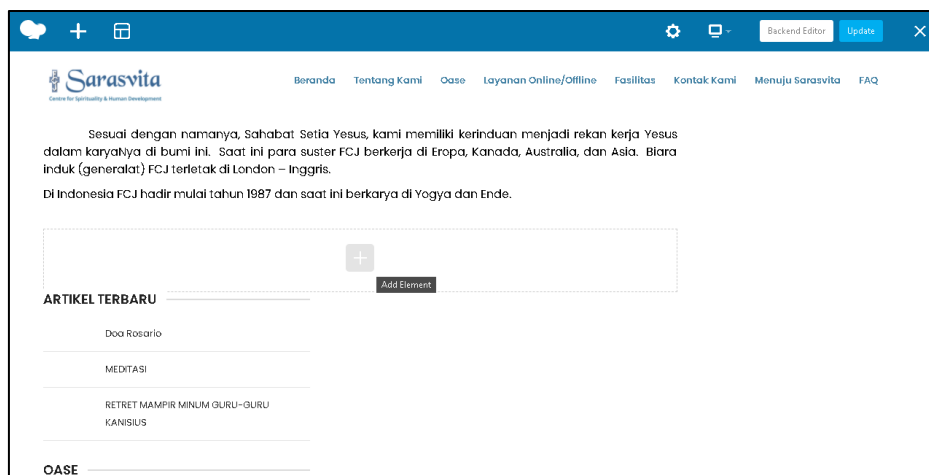 Backend Editor Update
Sarasvita
Centre for Spirituality & Human Development
Beranda Tentang Kami Oase Layanan Online/Offline Fasilitas Kontak Kami Menuju Sarasvita FAQ
Sesuai dengan namanya, Sahabat Setia Yesus, kami memiliki kerinduan menjadi rekan kerja Yesus
dalam karyaNya di bumi ini. Saat ini para suster FCJ berkerja di Eropa, Kanada, Australia, dan Asia. Biara
induk (generalat) FCJ terletak di London – Inggris.
Di Indonesia FCJ hadir mulai tahun 1987 dan saat ini berkarya di Yogya dan Ende.
Add Element
ARTIKEL TERBARU
Doa Rosario
MEDITASI
RETRET MAMPIR MINUM GURU-GURU
KANISIUS
OASE